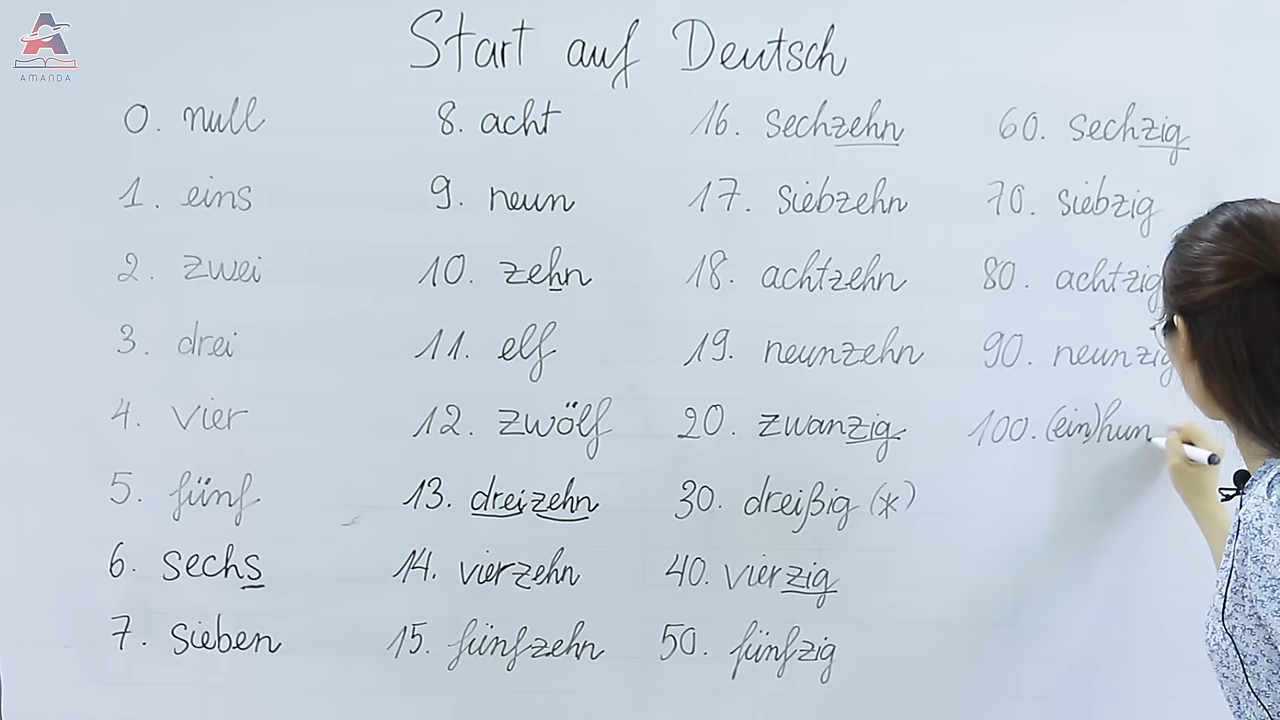 AMANDA
Start auf Deutsch
0. null
1. eins
2. zwei
3. drei
4. vier
5. fünf
6. sechs
7. sieben
8. acht
9. neun
10. zehn
11. elf
12. zwölf
13. dreizehn
14. vierzehn
15. fünfzehn
16. sechzehn
17. siebzehn
18. achtzehn
19. neunzehn
20. zwanzig
30. dreißig (*)
40. vierzig
50. fünfzig
60. sechzig
70. siebzig
80. achtzig
90. neunzig
100. (ein)hun